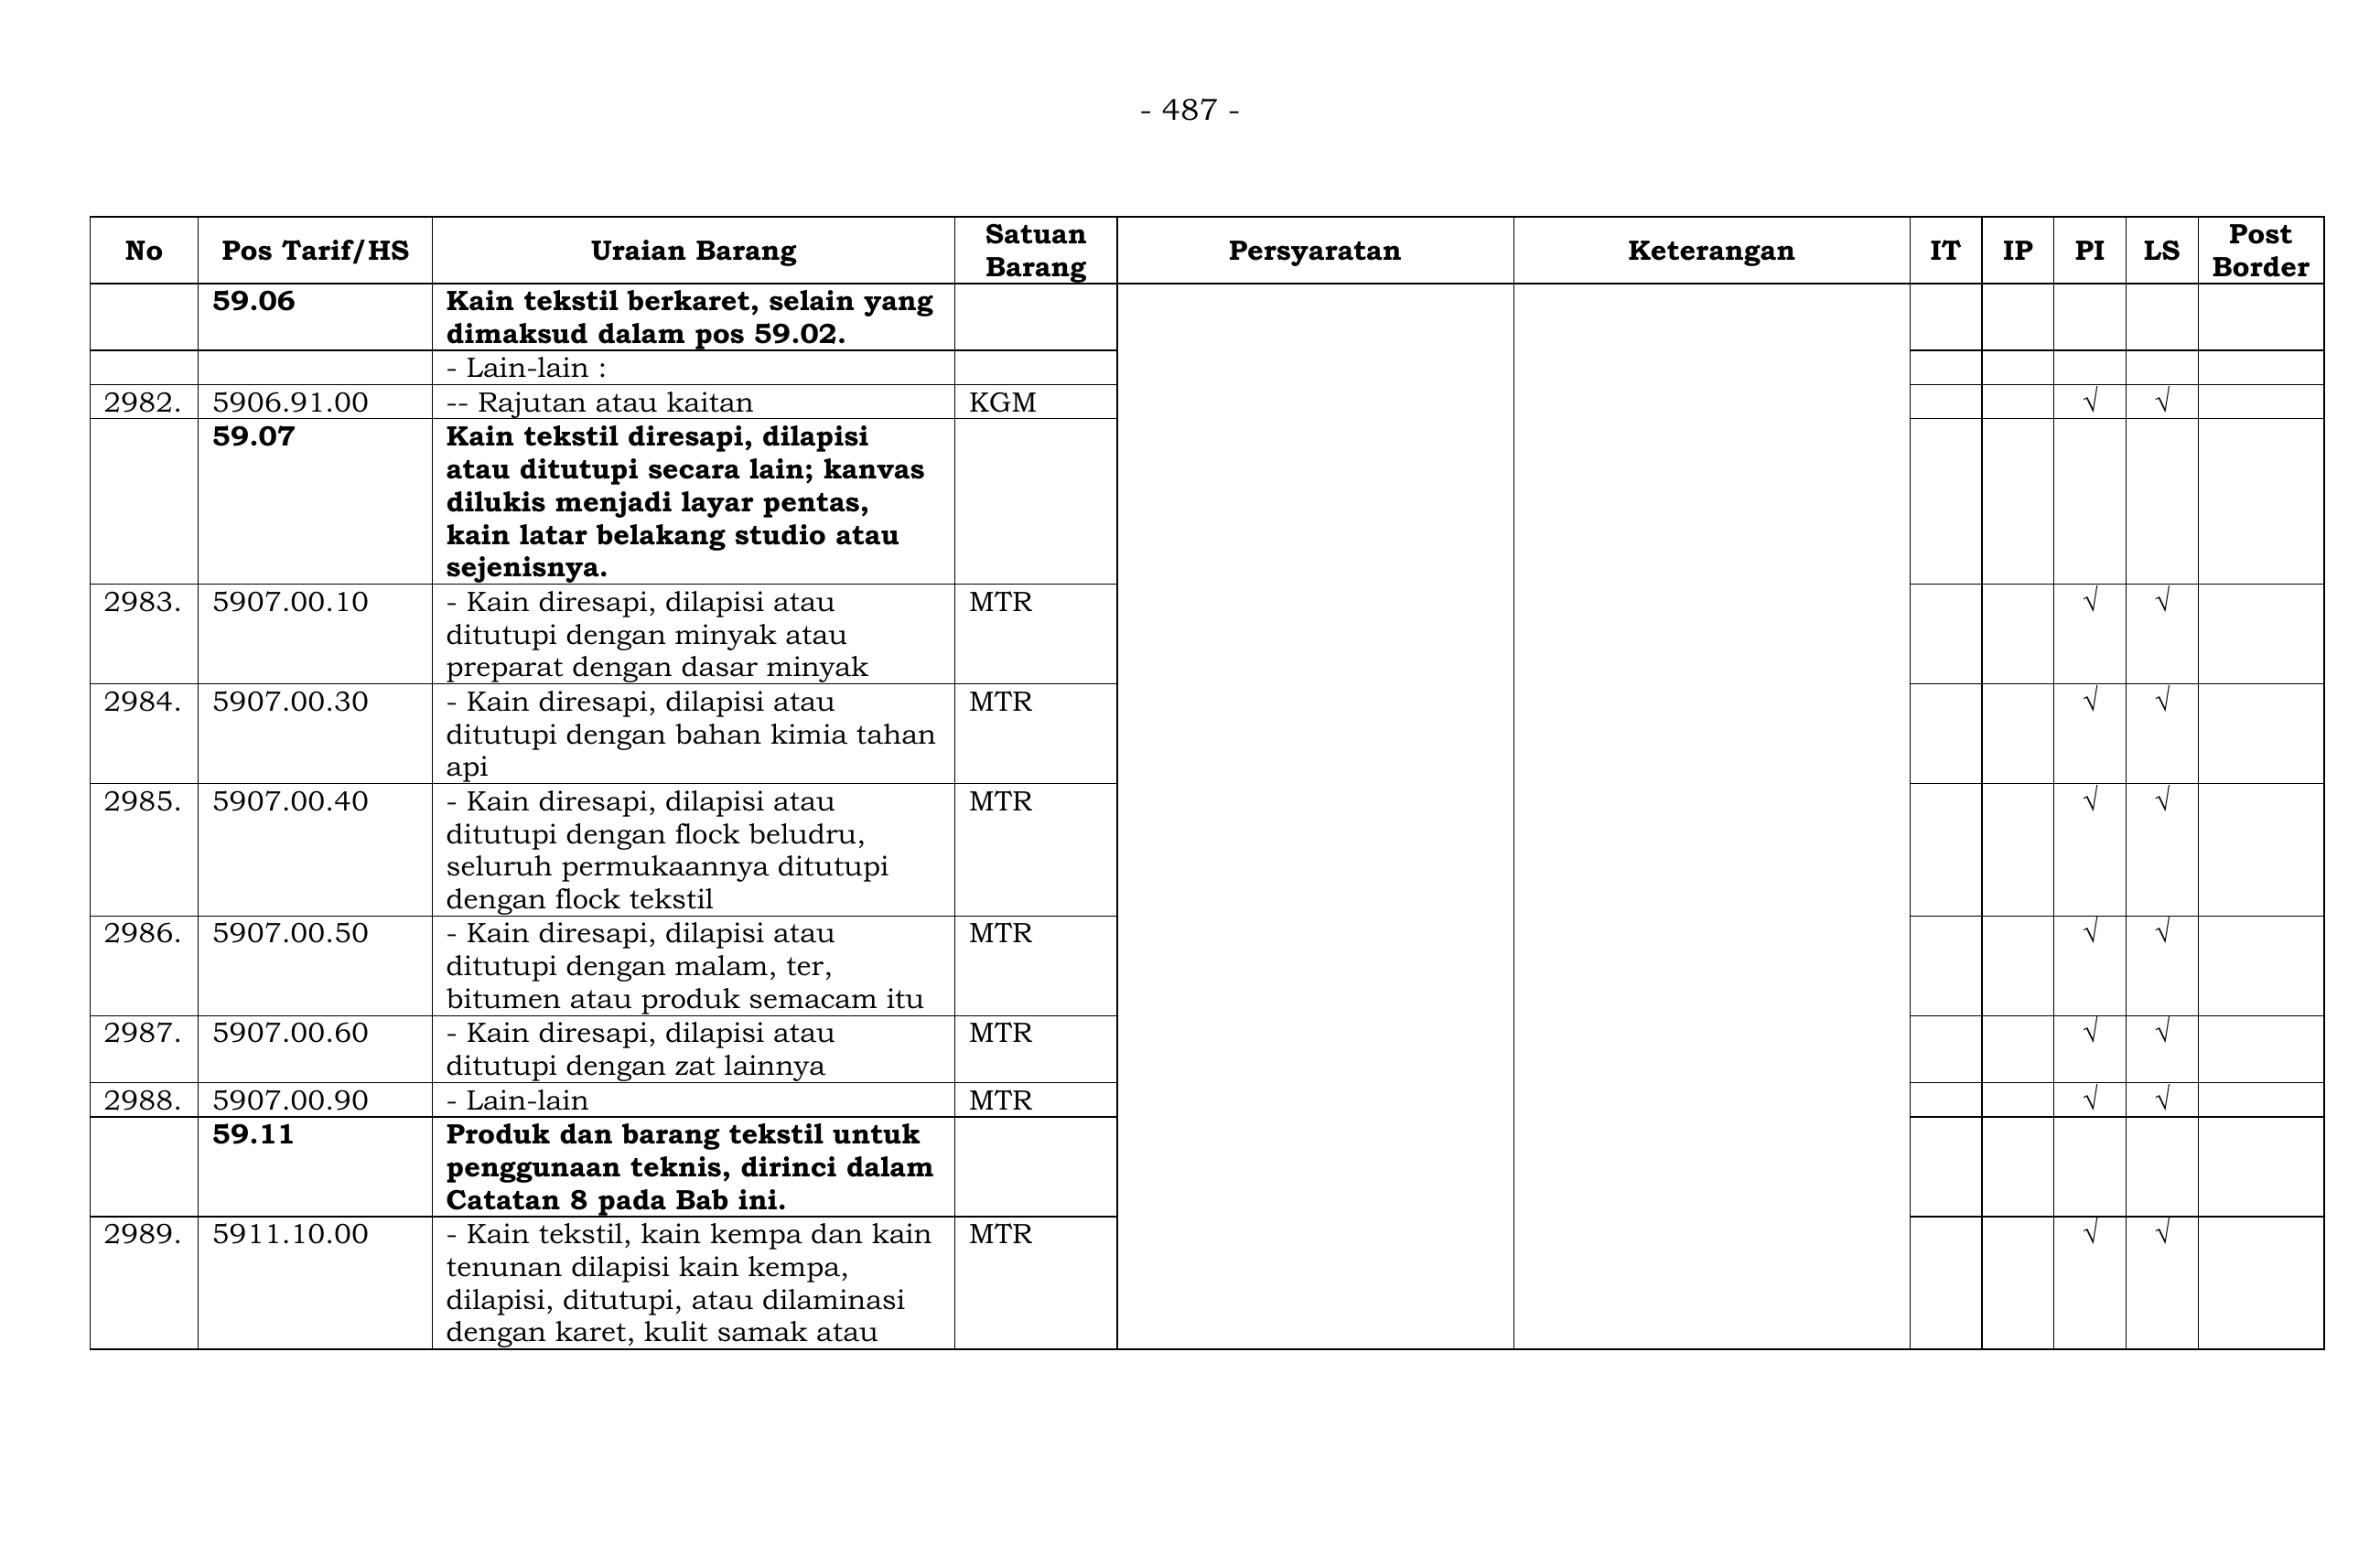 - 487 -
No Pos Tarif/HS Uraian Barang Satuan Barang Persyaratan Keterangan IT IP PI LS Post Border
59.06 Kain tekstil berkaret, selain yang
dimaksud dalam pos 59.02.
- Lain-lain :
2982. 5906.91.00 -- Rajutan atau kaitan KGM √ √
59.07 Kain tekstil diresapi, dilapisi
atau ditutupi secara lain; kanvas
dilukis menjadi layar pentas,
kain latar belakang studio atau
sejenisnya.
2983. 5907.00.10 - Kain diresapi, dilapisi atau MTR √ √
ditutupi dengan minyak atau
preparat dengan dasar minyak
2984. 5907.00.30 - Kain diresapi, dilapisi atau MTR √ √
ditutupi dengan bahan kimia tahan
api
2985. 5907.00.40 - Kain diresapi, dilapisi atau MTR √ √
ditutupi dengan flock beludru,
seluruh permukaannya ditutupi
dengan flock tekstil
2986. 5907.00.50 - Kain diresapi, dilapisi atau MTR √ √
ditutupi dengan malam, ter,
bitumen atau produk semacam itu
2987. 5907.00.60 - Kain diresapi, dilapisi atau MTR √ √
ditutupi dengan zat lainnya
2988. 5907.00.90 - Lain-lain MTR √ √
59.11 Produk dan barang tekstil untuk
penggunaan teknis, dirinci dalam
Catatan 8 pada Bab ini.
2989. 5911.10.00 - Kain tekstil, kain kempa dan kain MTR √ √
tenunan dilapisi kain kempa,
dilapisi, ditutupi, atau dilaminasi
dengan karet, kulit samak atau